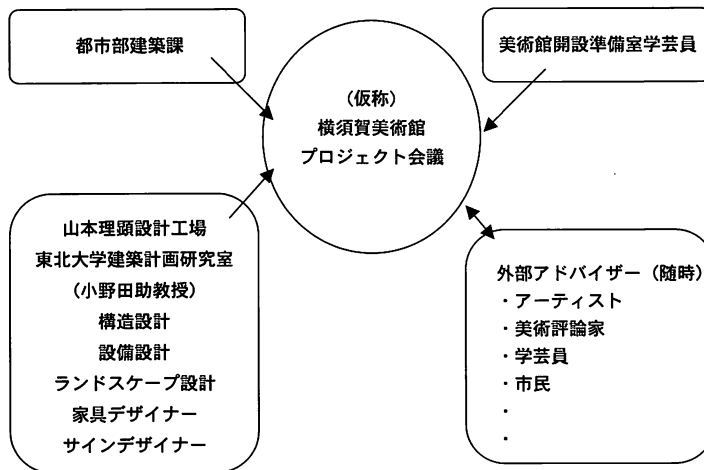 都市部建築課
美術館開設準備室学芸員
(仮称)
横須賀美術館
プロジェクト会議
山本理顕設計工場
東北大学建築計画研究室
(小野田助教授)
構造設計
設備設計
ランドスケープ設計
家具デザイナー
サインデザイナー
外部アドバイザー(随時)
・アーティスト
・美術評論家
・学芸員
・市民
・
・